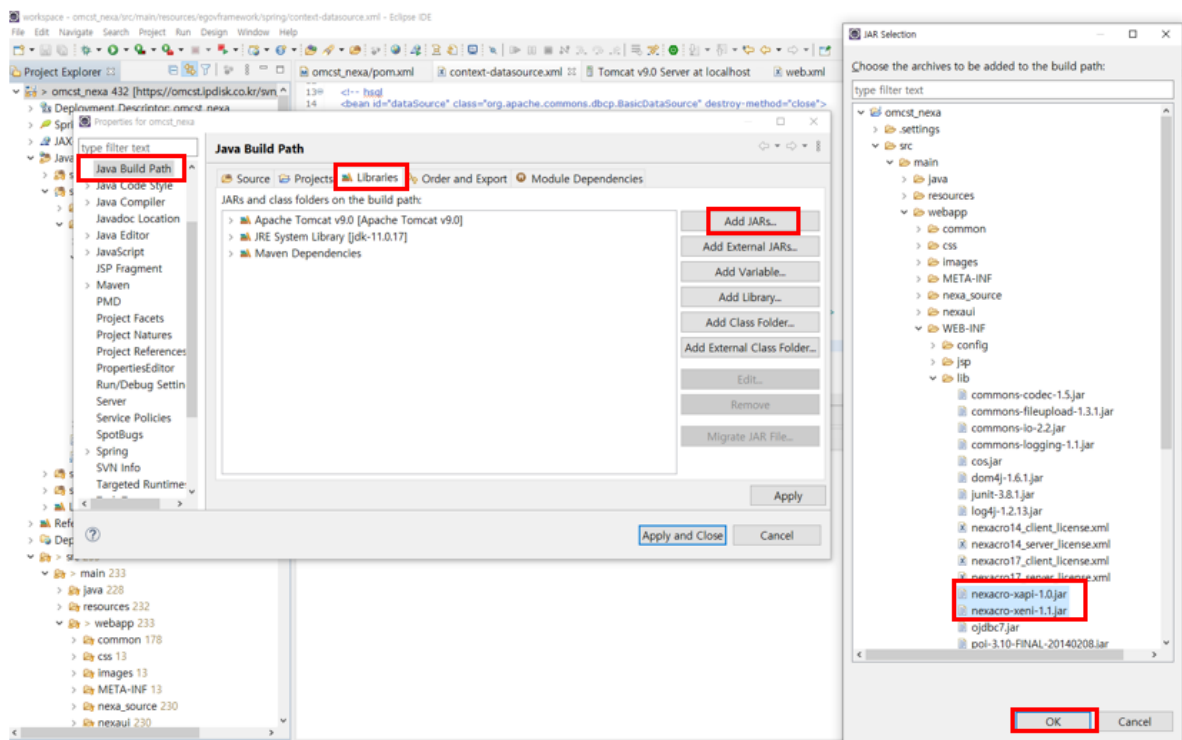 workspace - omcst_nexa/src/main/resources/egovframework/spring/context-datasource.xml - Eclipse IDE
File Edit Navigate Search Project Run Design Window Help
Project Explorer
omcst_nexa/pom.xml
context-datasource.xml
Tomcat v9.0 Server at localhost
web.xml
> omcst_nexa 432 [https://omcst.ipdisk.co.kr/svn_
Deployment Descriptor: omcst_nexa
Spri
JAX
Java
13
<!-- hsql
14
<bean id="dataSource" class="org.apache.commons.dbcp.BasicDataSource" destroy-method="close">
Properties for omcst_nexa
type filter text
Java Build Path
Java Code Style
Java Compiler
Javadoc Location
Java Editor
JavaScript
JSP Fragment
Maven
PMD
Project Facets
Project Natures
Project References
PropertiesEditor
Run/Debug Settin
Server
Service Policies
SpotBugs
Spring
SVN Info
Targeted Runtime
Java Build Path
Source
Projects
Libraries
Order and Export
Module Dependencies
JARs and class folders on the build path:
Apache Tomcat v9.0 [Apache Tomcat v9.0]
JRE System Library [jdk-11.0.17]
Maven Dependencies
Add JARs...
Add External JARs...
Add Variable...
Add Library...
Add Class Folder...
Add External Class Folder...
Edit...
Remove
Migrate JAR File...
Apply
Apply and Close
Cancel
Refe
Dep
> main 233
java 228
resources 232
> webapp 233
common 178
css 13
images 13
META-INF 13
nexa_source 230
nexaui 230
JAR Selection
Choose the archives to be added to the build path:
type filter text
omcst_nexa
.settings
src
main
java
resources
webapp
common
css
images
META-INF
nexa_source
nexaui
WEB-INF
config
jsp
lib
commons-codec-1.5.jar
commons-fileupload-1.3.1.jar
commons-io-2.2.jar
commons-logging-1.1.jar
cos.jar
dom4j-1.6.1.jar
junit-3.8.1.jar
log4j-1.2.13.jar
nexacro14_client_license.xml
nexacro14_server_license.xml
nexacro17_client_license.xml
nexacro17_server_license.xml
nexacro-xapi-1.0.jar
nexacro-xeni-1.1.jar
ojdbc7.jar
poi-3.10-FINAL-20140208.jar
OK
Cancel